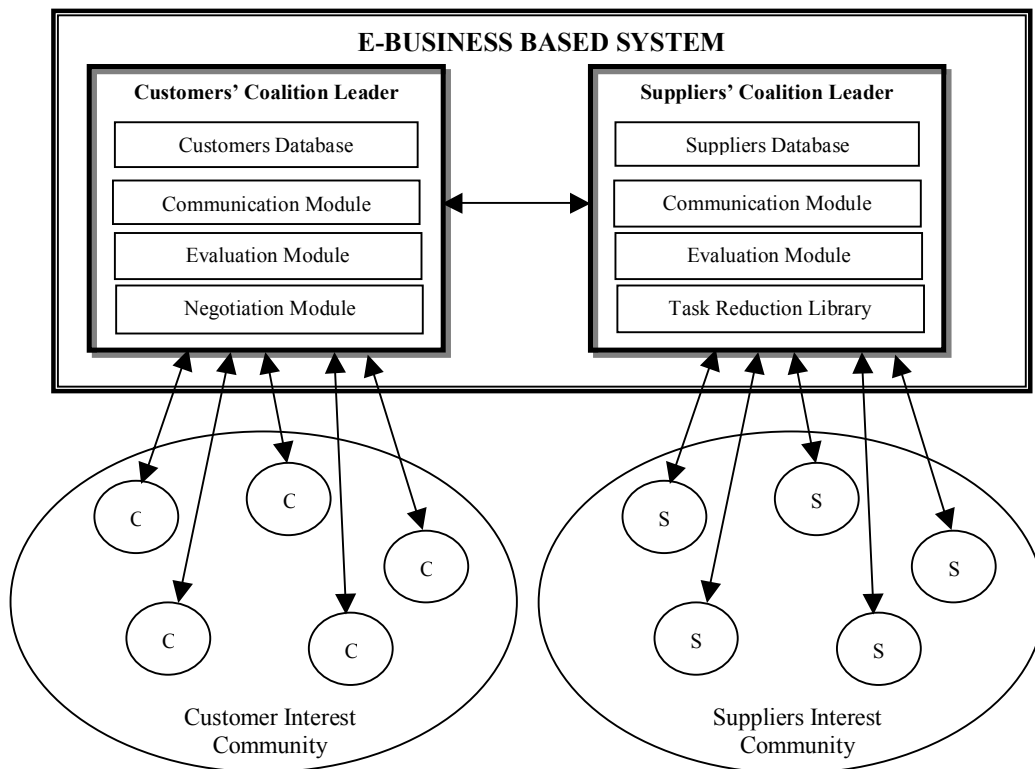 E-BUSINESS BASED SYSTEM
Customers’ Coalition Leader
Customers Database
Communication Module
Evaluation Module
Negotiation Module
Suppliers’ Coalition Leader
Suppliers Database
Communication Module
Evaluation Module
Task Reduction Library
C
C
C
C
C
Customer Interest
Community
S
S
S
S
S
Suppliers Interest
Community